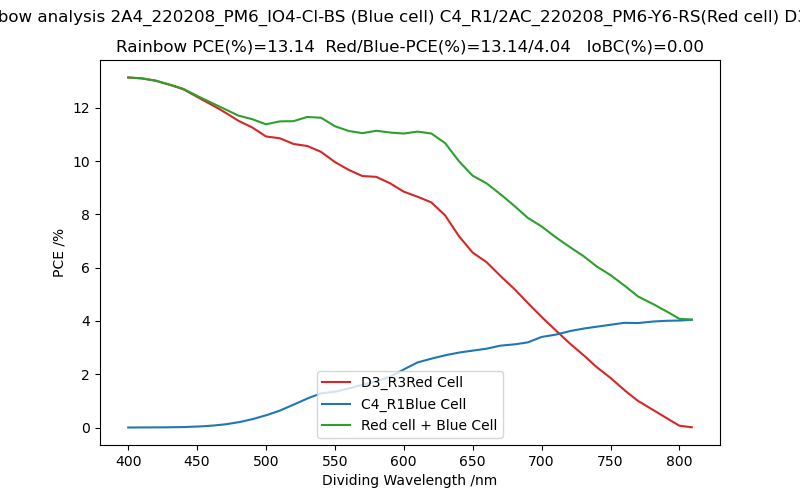 bow analysis 2A4_220208_PM6_IO4-Cl-BS (Blue cell) C4_R1/2AC_220208_PM6-Y6-RS(Red cell) D3
Rainbow PCE(%)=13.14 Red/Blue-PCE(%)=13.14/4.04 IoBC(%)=0.00
12
10
8
6
4
2
0
PCE /%
D3_R3Red Cell
C4_R1Blue Cell
Red cell + Blue Cell
400 450 500 550 600 650 700 750 800
Dividing Wavelength /nm